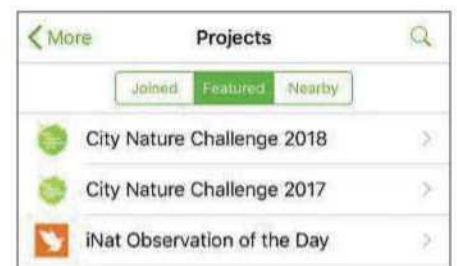 More Projects
Joined Featured Nearby
City Nature Challenge 2018
City Nature Challenge 2017
iNat Observation of the Day